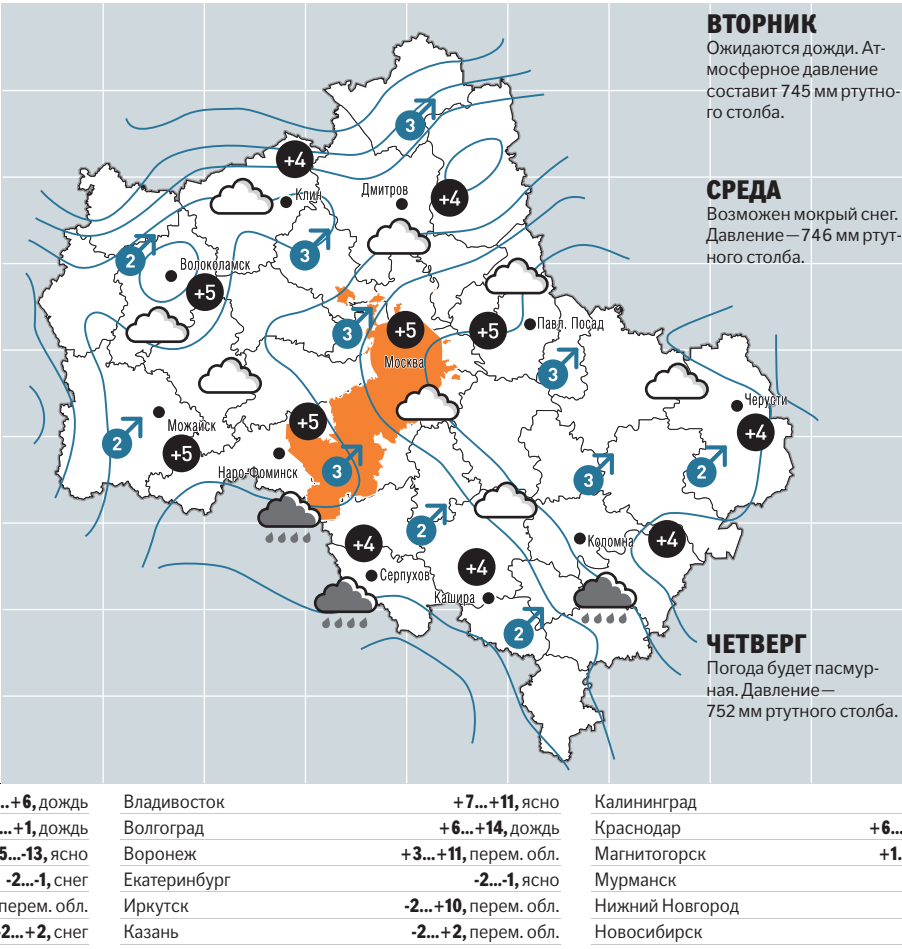 ВТОРНИК
Ожидаются дожди. Ат-
мосферное давление
составит 745 мм ртутно-
го столба.
СРЕДА
Возможен мокрый снег.
Давление—746 мм ртут-
ного столба.
3
+4
Клин
Дмитров
+4
2
3
Волоколамск
+5
3
+5
Москва
+5
Павл. Посад
3
Черусти
+4
2
Можайск
+5
+5
Наро-Фоминск
3
3
2
+4
2
Серпухов
+4
Кашира
Коломна
+4
2
ЧЕТВЕРГ
Погода будет пасмур-
ная. Давление—
752 мм ртутного столба.
...+6, дождь
...+1, дождь
5...-13, ясно
-2...-1, снег
перем. обл.
2...+2, снег
Владивосток +7...+11, ясно
Волгоград +6...+14, дождь
Воронеж +3...+11, перем. обл.
Екатеринбург -2...-1, ясно
Иркутск -2...+10, перем. обл.
Казань -2...+2, перем. обл.
Калининград
Краснодар +6...
Магнитогорск +1.
Мурманск
Нижний Новгород
Новосибирск